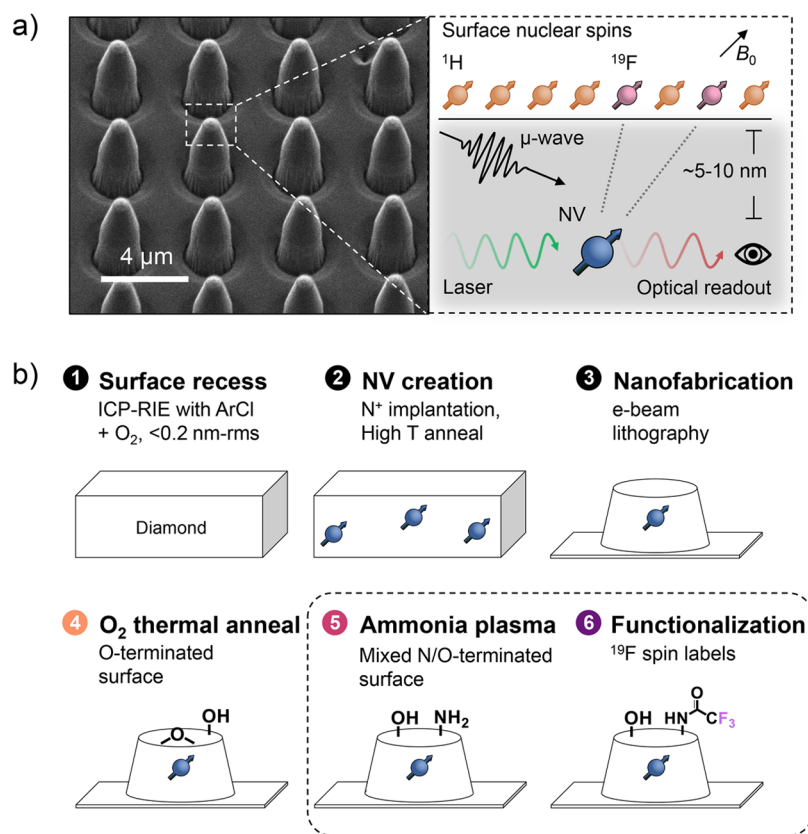 a)
4 µm
Surface nuclear spins
¹H
¹⁹F
B₀
µ-wave
~5-10 nm
NV
Laser
Optical readout
b)
1 Surface recess
ICP-RIE with ArCl
+ O₂, <0.2 nm-rms
Diamond
2 NV creation
N⁺ implantation,
High T anneal
3 Nanofabrication
e-beam
lithography
4 O₂ thermal anneal
O-terminated
surface
O
OH
5 Ammonia plasma
Mixed N/O-terminated
surface
OH NH₂
6 Functionalization
¹⁹F spin labels
O
OH HN CF₃